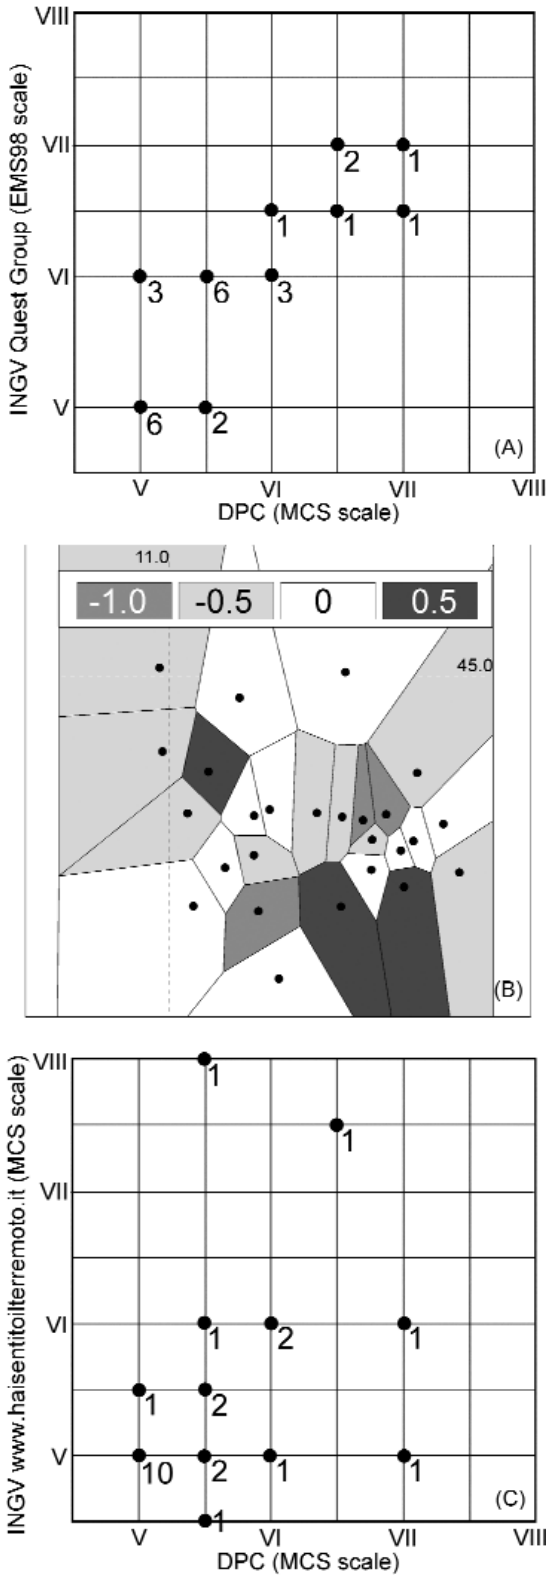 INGV Quest Group (EMS98 scale)
VIII
VII
2 1
1 1 1
VI
3 6 3
V
6 2
(A)
V VI VII VIII
DPC (MCS scale)
11.0
-1.0 -0.5 0 0.5
45.0
(B)
INGV www.haisentitoilterremoto.it (MCS scale)
VIII
1
1
VII
VI
1 2 1
1 2
V
10 2 1 1
(C)
1
V VI VII VIII
DPC (MCS scale)